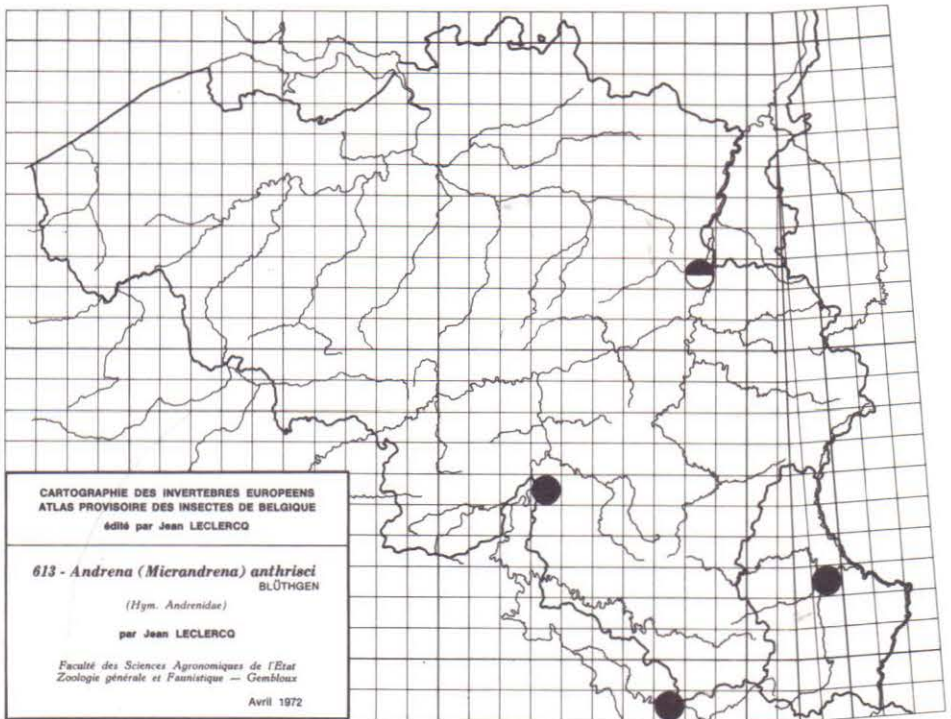 CARTOGRAPHIE DES INVERTEBRES EUROPEENS
ATLAS PROVISOIRE DES INSECTES DE BELGIQUE
édité par Jean LECLERCQ
613 - Andrena (Micrandrena) anthrisci
BLÜTHGEN
(Hym. Andrenidae)
par Jean LECLERCQ
Faculté des Sciences Agronomiques de l'Etat
Zoologie générale et Faunistique — Gembloux
Avril 1972